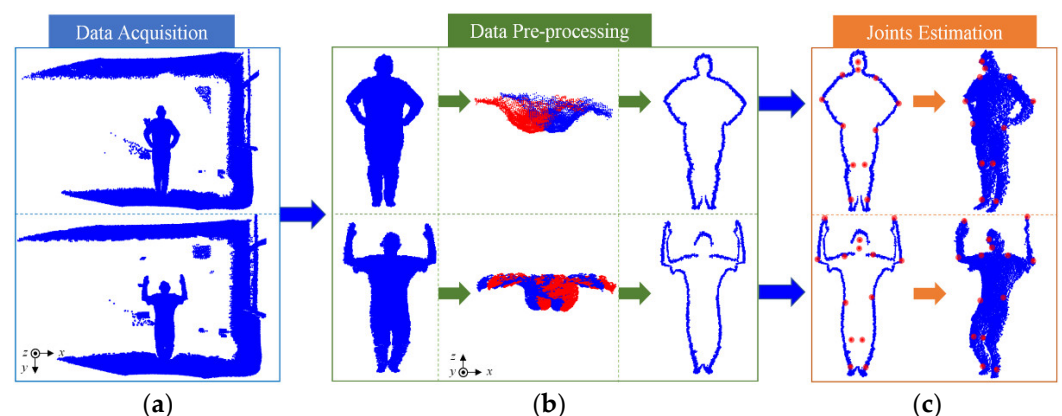 Data Acquisition
Data Pre-processing
Joints Estimation
z x
y
z
y x
(a)
(b)
(c)